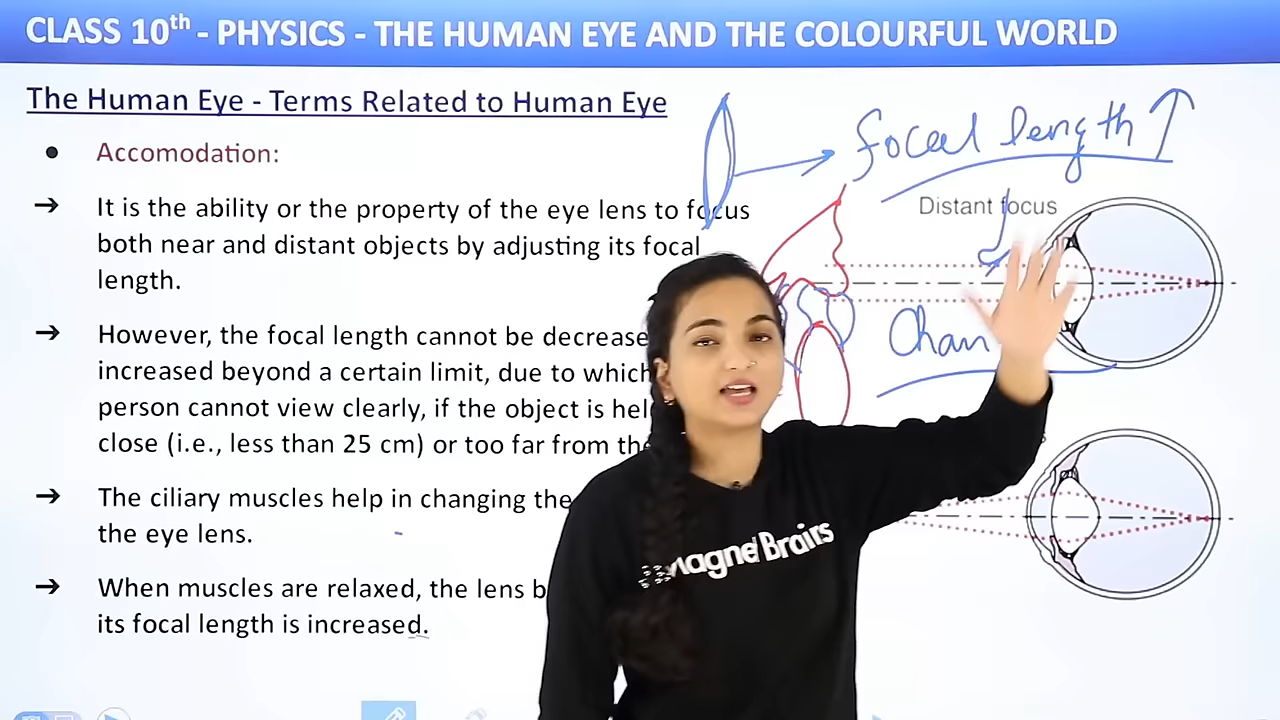 CLASS 10th - PHYSICS - THE HUMAN EYE AND THE COLOURFUL WORLD
The Human Eye - Terms Related to Human Eye
focal length ↑
● Accomodation:
➔ It is the ability or the property of the eye lens to focus
both near and distant objects by adjusting its focal
length.
Distant focus
➔ However, the focal length cannot be decrease
increased beyond a certain limit, due to which
person cannot view clearly, if the object is hel
close (i.e., less than 25 cm) or too far from the
Chan
➔ The ciliary muscles help in changing the
the eye lens.
➔ When muscles are relaxed, the lens b
its focal length is increased.
Magnet Brains